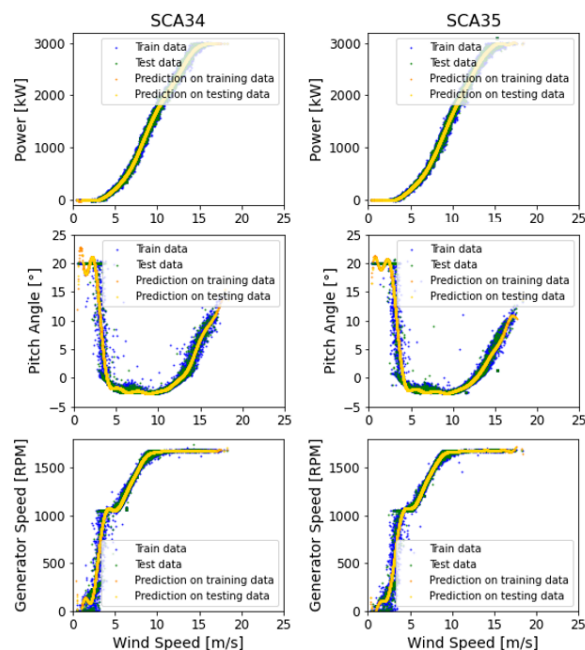 SCA34
SCA35
3000
2000
1000
0
Power [kW]
Train data
Test data
Prediction on training data
Prediction on testing data
0 5 10 15 20 25
3000
2000
1000
0
Power [kW]
Train data
Test data
Prediction on training data
Prediction on testing data
0 5 10 15 20 25
25
20
15
10
5
0
−5
Pitch Angle [°]
Train data
Test data
Prediction on training data
Prediction on testing data
0 5 10 15 20 25
25
20
15
10
5
0
−5
Pitch Angle [°]
Train data
Test data
Prediction on training data
Prediction on testing data
0 5 10 15 20 25
1500
1000
500
0
Generator Speed [RPM]
Train data
Test data
Prediction on training data
Prediction on testing data
0 5 10 15 20 25
Wind Speed [m/s]
1500
1000
500
0
Generator Speed [RPM]
Train data
Test data
Prediction on training data
Prediction on testing data
0 5 10 15 20 25
Wind Speed [m/s]